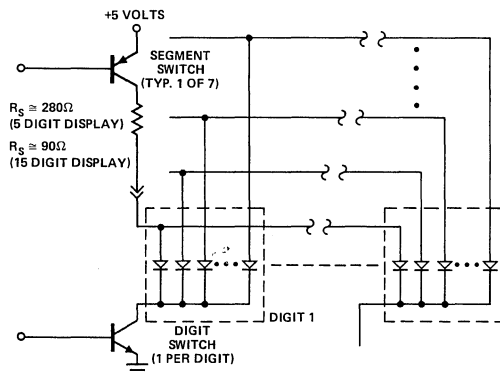 +5 VOLTS
SEGMENT
SWITCH
(TYP. 1 OF 7)
R_S ≅ 280Ω
(5 DIGIT DISPLAY)
R_S ≅ 90Ω
(15 DIGIT DISPLAY)
DIGIT 1
DIGIT
SWITCH
(1 PER DIGIT)